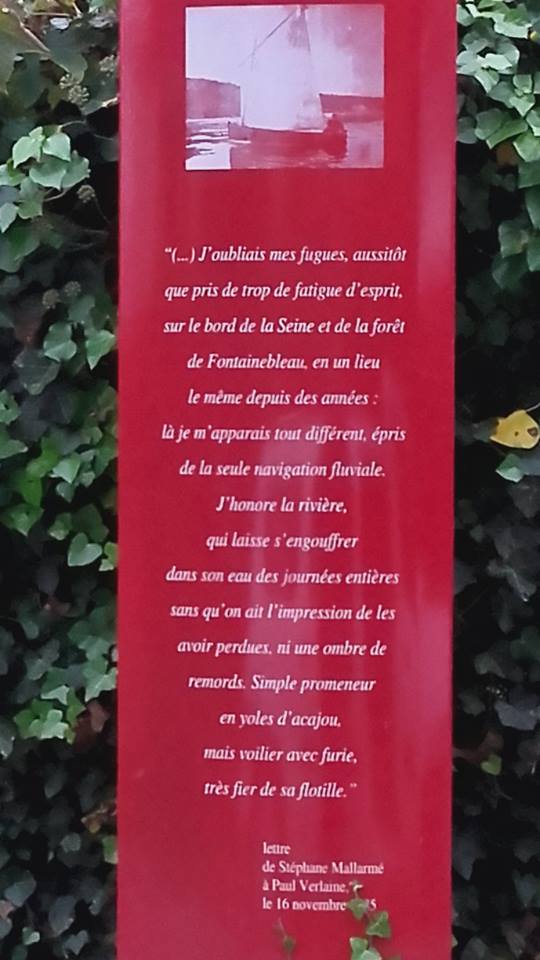 “(...) J’oubliais mes fugues, aussitôt
que pris de trop de fatigue d’esprit,
sur le bord de la Seine et de la forêt
de Fontainebleau, en un lieu
le même depuis des années :
là je m’apparais tout différent, épris
de la seule navigation fluviale.
J’honore la rivière,
qui laisse s’engouffrer
dans son eau des journées entières
sans qu’on ait l’impression de les
avoir perdues, ni une ombre de
remords. Simple promeneur
en yoles d’acajou,
mais voilier avec furie,
très fier de sa flotille.”
lettre
de Stéphane Mallarmé
à Paul Verlaine,
le 16 novembre